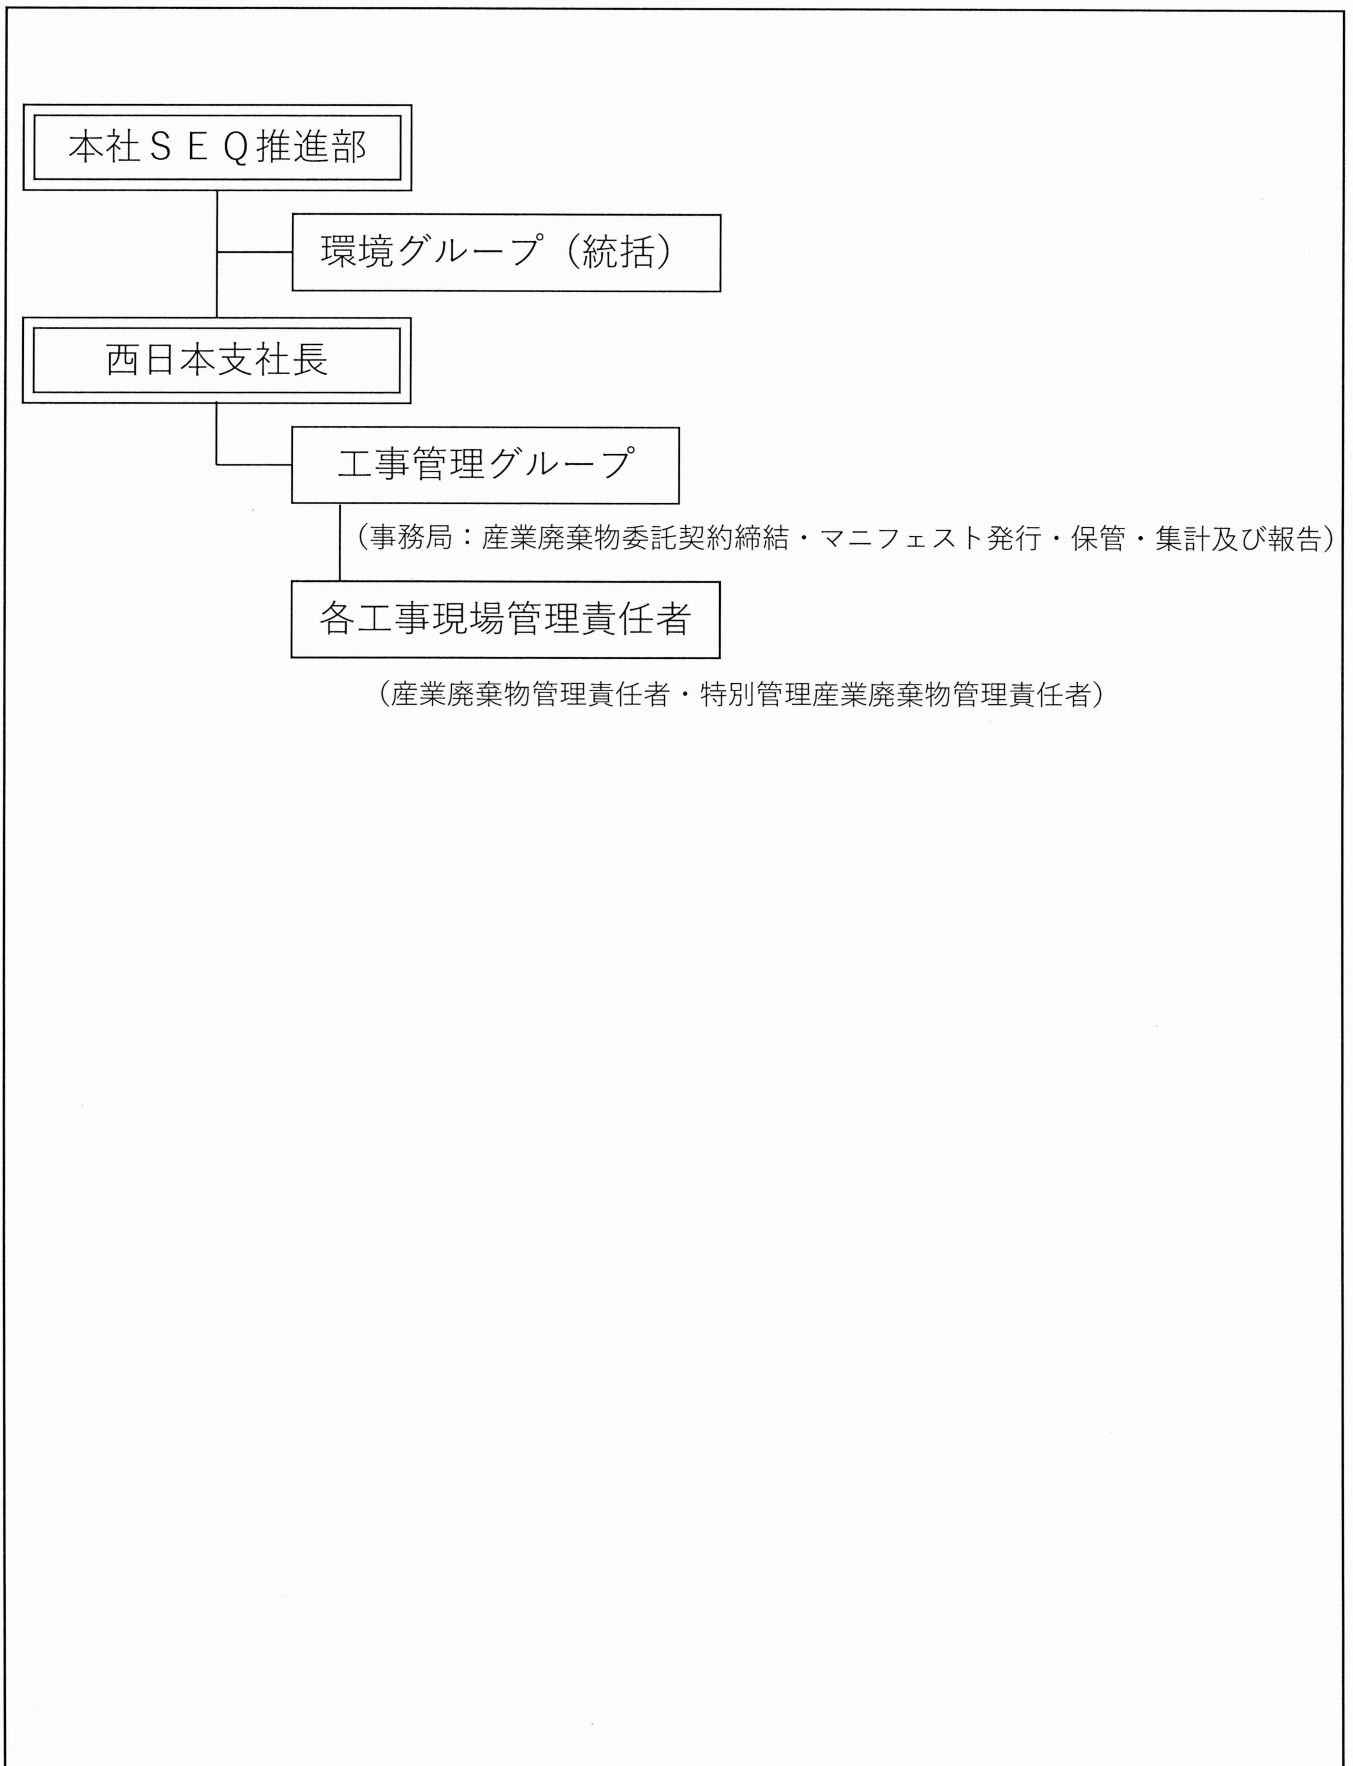 本社ＳＥＱ推進部
環境グループ（統括）
西日本支社長
工事管理グループ
（事務局：産業廃棄物委託契約締結・マニフェスト発行・保管・集計及び報告）
各工事現場管理責任者
（産業廃棄物管理責任者・特別管理産業廃棄物管理責任者）